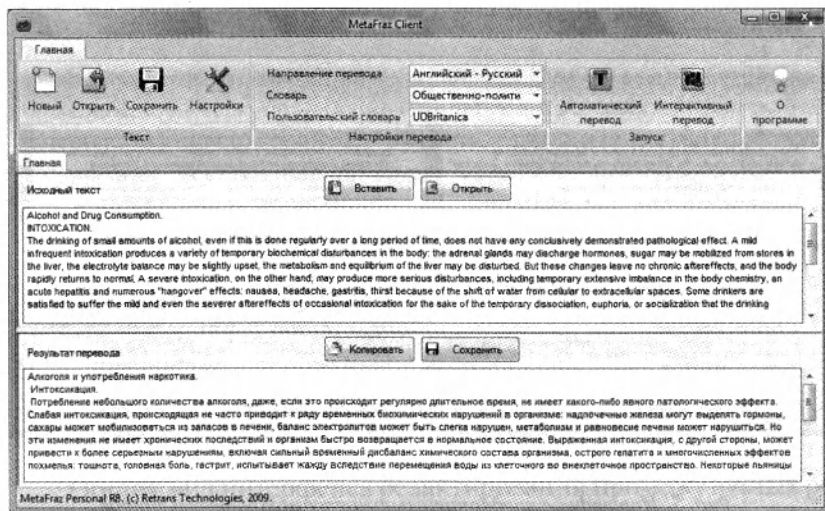 MetaFraz Client
Главная
Новый Открыть Сохранить Настройки
Текст
Направление перевода Английский - Русский
Словарь Общественно-полити
Пользовательский словарь UDBritanica
Настройки перевода
Автоматический перевод Интерактивный перевод
Запуск
О программе
Главная
Исходный текст Вставить Открыть
Alcohol and Drug Consumption.
INTOXICATION.
The drinking of small amounts of alcohol, even if this is done regularly over a long period of time, does not have any conclusively demonstrated pathological effect. A mild
infrequent intoxication produces a variety of temporary biochemical disturbances in the body: the adrenal glands may discharge hormones, sugar may be mobilized from stores in
the liver, the electrolyte balance may be slightly upset, the metabolism and equilibrium of the liver may be disturbed. But these changes leave no chronic aftereffects, and the body
rapidly returns to normal. A severe intoxication, on the other hand, may produce more serious disturbances, including temporary extensive imbalance in the body chemistry, an
acute hepatitis and numerous "hangover" effects: nausea, headache, gastritis, thirst because of the shift of water from cellular to extracellular spaces. Some drinkers are
satisfied to suffer the mild and even the severer aftereffects of occasional intoxication for the sake of the temporary dissociation, euphoria, or socialization that the drinking
Результат перевода Копировать Сохранить
Алкоголя и употребления наркотика.
Интоксикация.
Потребление небольшого количества алкоголя, даже, если это происходит регулярно длительное время, не имеет какого-либо явного патологического эффекта.
Слабая интоксикация, происходящая не часто приводит к ряду временных биохимических нарушений в организме: надпочечные железа могут выделять гормоны,
сахары может мобилизоваться из запасов в печени, баланс электролитов может быть слегка нарушен, метаболизм и равновесие печени может нарушиться. Но
эти изменения не имеет хронических последствий и организм быстро возвращается в нормальное состояние. Выраженная интоксикация, с другой стороны, может
привести к более серьезным нарушениям, включая сильный временный дисбаланс химического состава организма, острого гепатита и многочисленных эффектов
похмелья: тошнота, головная боль, гастрит, испытывает жажду вследствие перемещения воды из клеточного во внеклеточное пространство. Некоторые пьяницы
MetaFraz Personal R8. (c) Retrans Technologies, 2009.